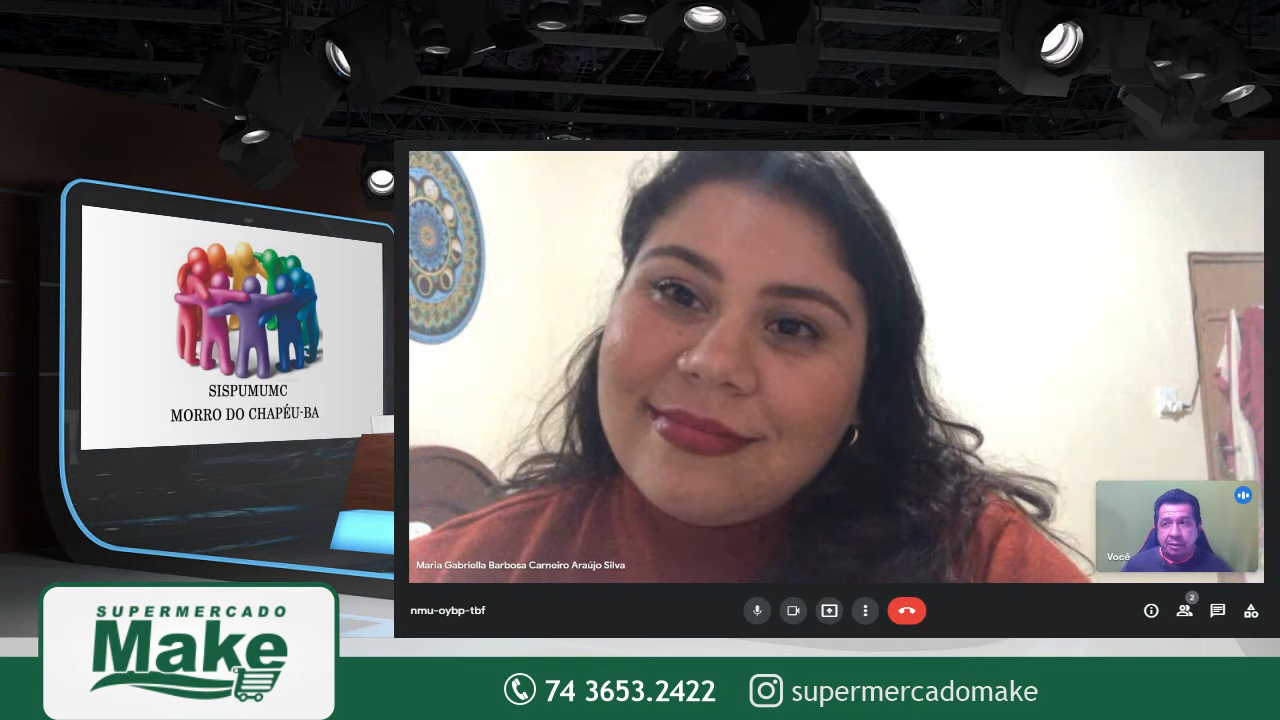 SISPUMUMC
MORRO DO CHAPÉU-BA
Maria Gabriella Barbosa Carneiro Araújo Silva
Você
nmu-oybp-tbf
2
SUPERMERCADO
Make
74 3653.2422
supermercadomake